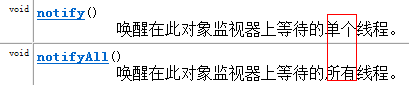 void notify()
唤醒在此对象监视器上等待的单个线程。
void notifyAll()
唤醒在此对象监视器上等待的所有线程。